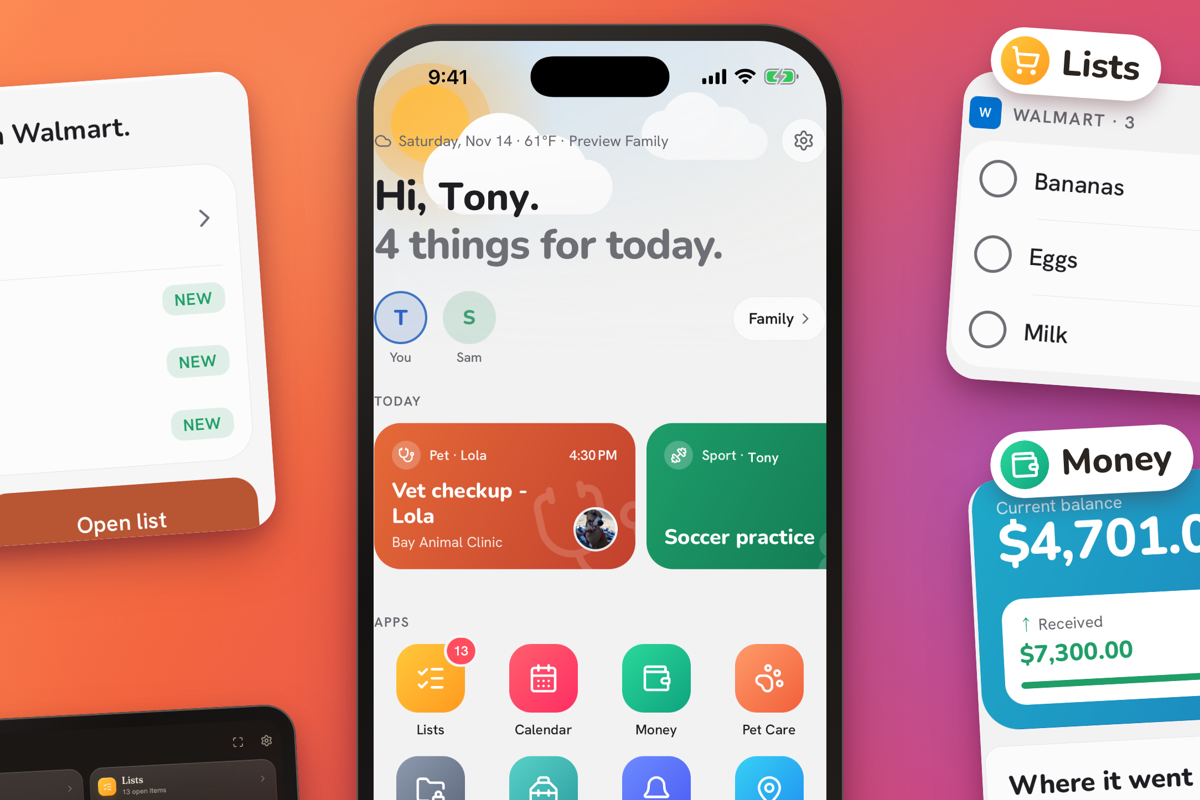 Walmart.
NEW
NEW
NEW
Open list
Lists
13 open items
9:41
Saturday, Nov 14 · 61°F · Preview Family
Hi, Tony.
4 things for today.
T
S
You
Sam
Family
TODAY
Pet · Lola
4:30 PM
Vet checkup -
Lola
Bay Animal Clinic
Sport · Tony
Soccer practice
APPS
13
Lists
Calendar
Money
Pet Care
Lists
W
WALMART · 3
Bananas
Eggs
Milk
Money
Current balance
$4,701.0
↑ Received
$7,300.00
Where it went